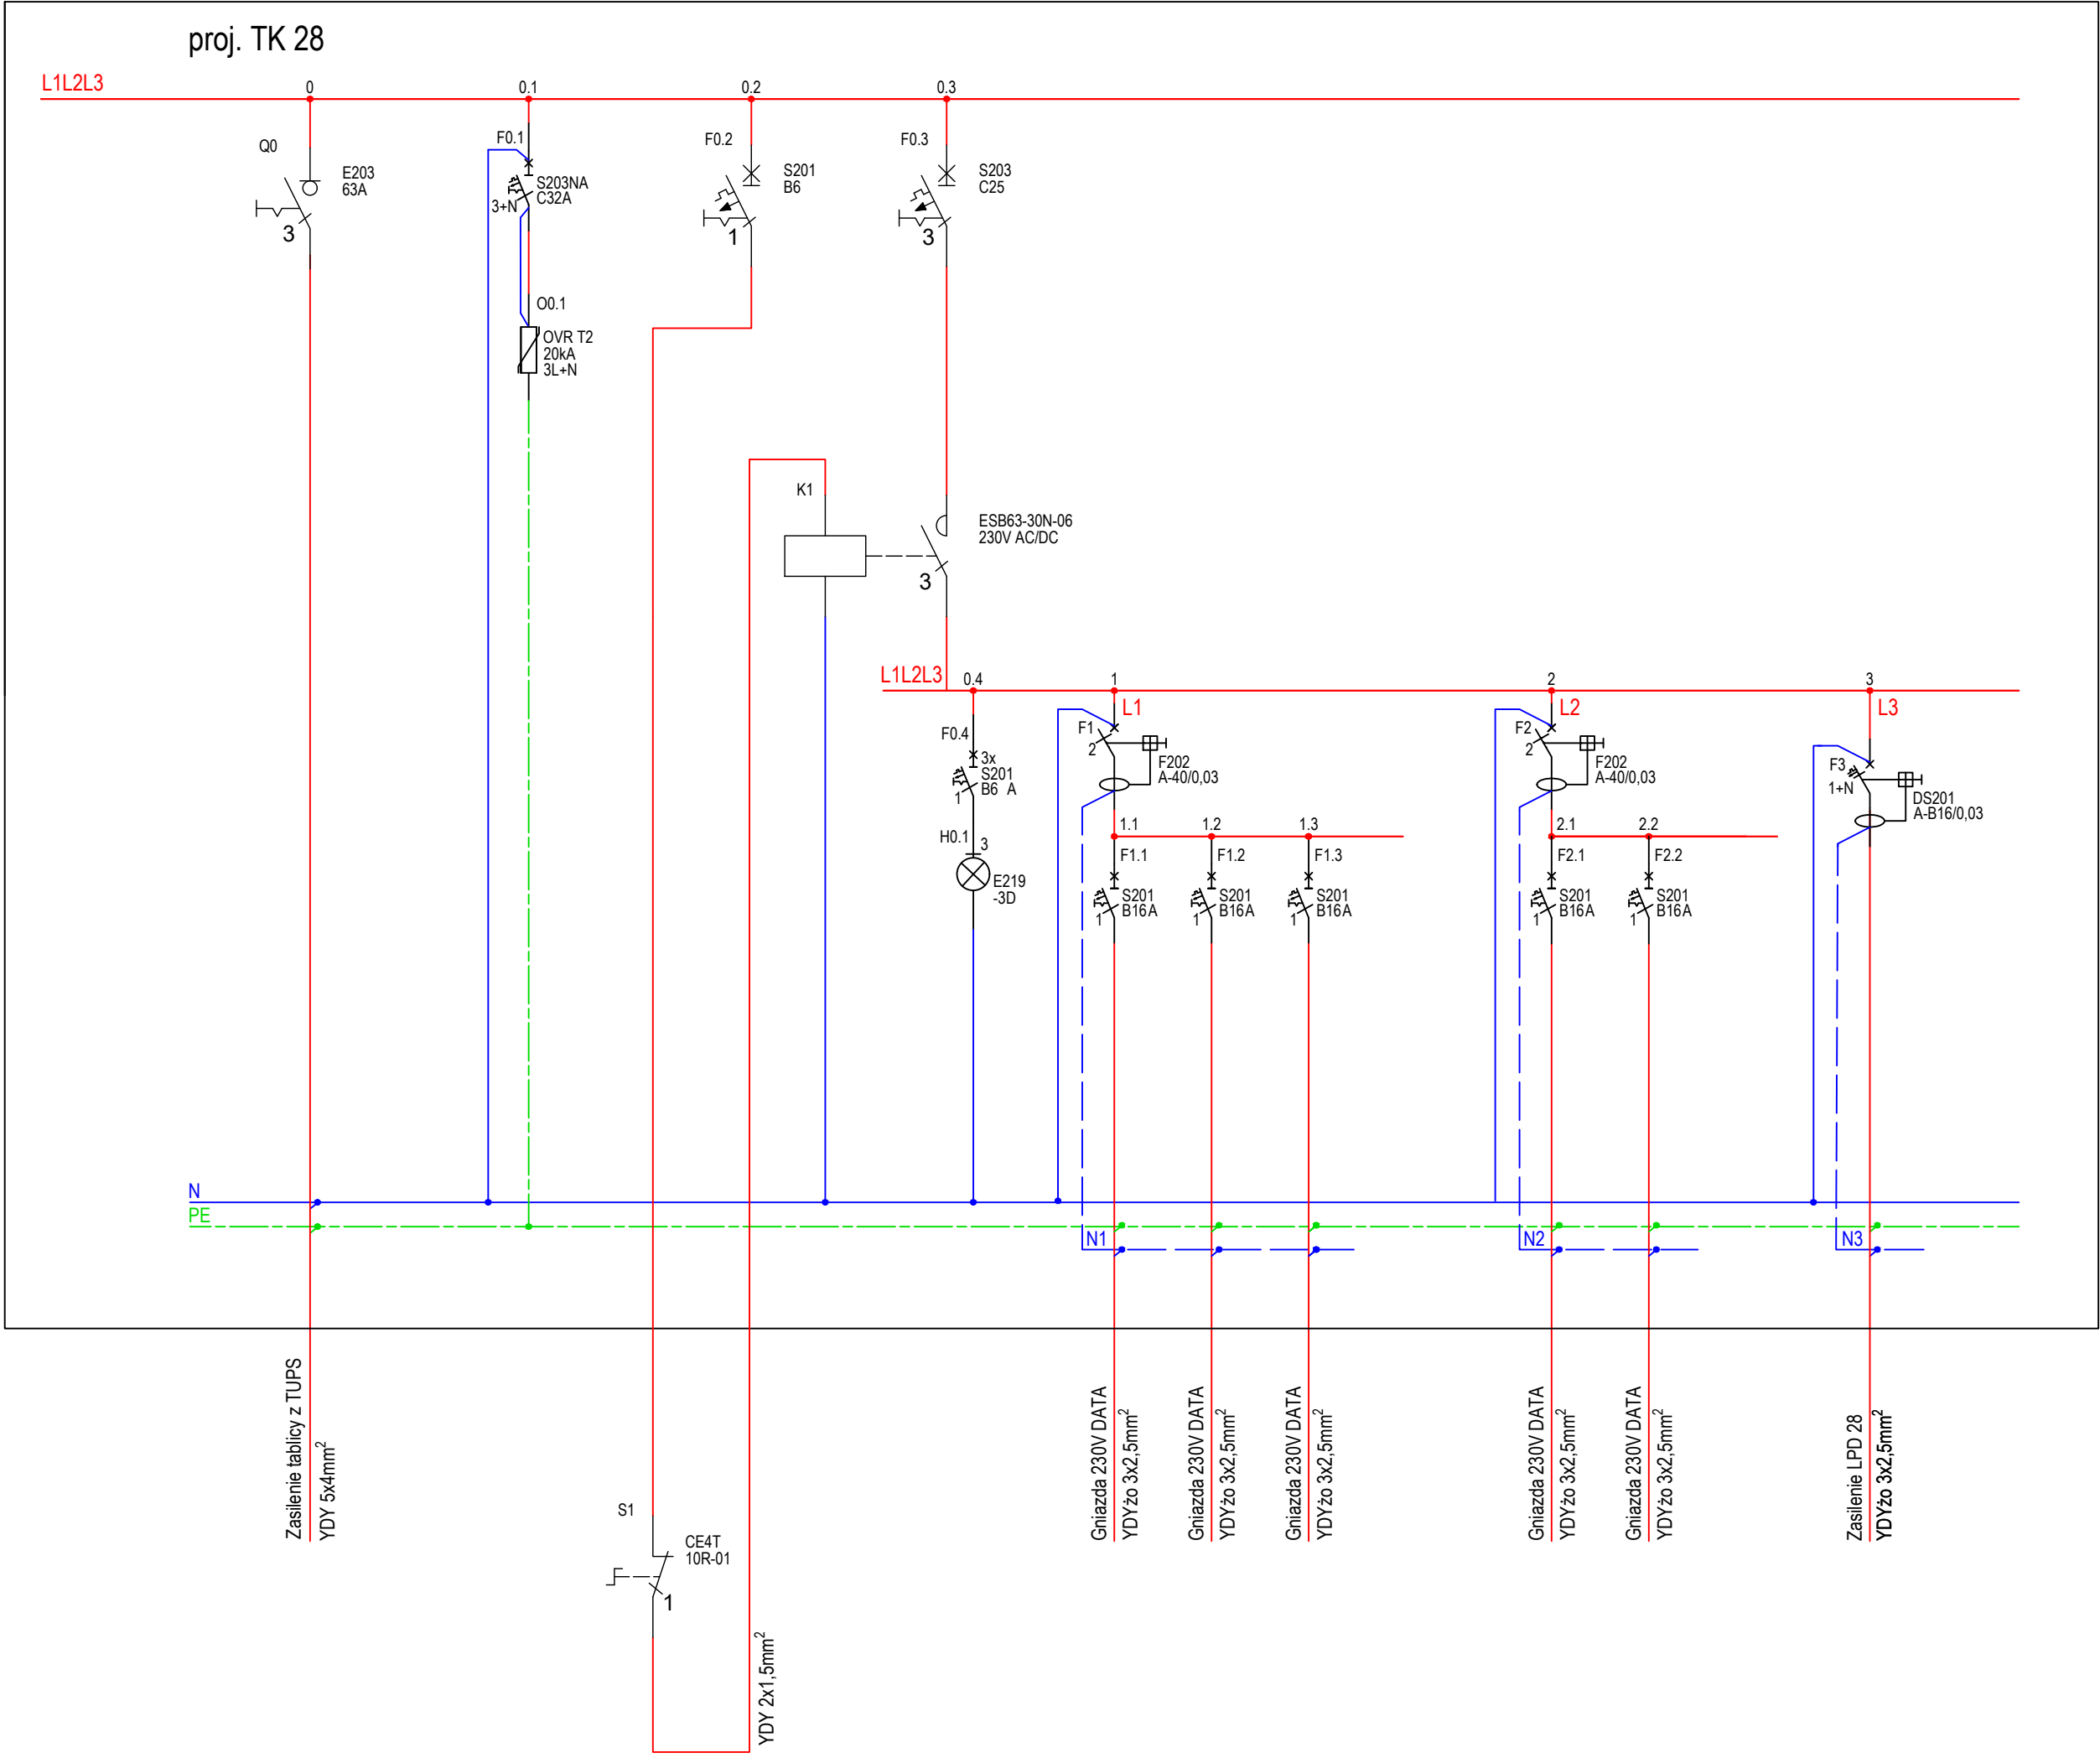 proj. TK 28
L1L2L3
0
0.1
0.2
0.3
Q0
E203
63A
3
F0.1
S203NA
C32A
3+N
O0.1
OVR T2
20kA
3L+N
F0.2
S201
B6
1
F0.3
S203
C25
3
K1
ESB63-30N-06
230V AC/DC
3
L1L2L3
0.4
1
2
3
L1
L2
L3
F0.4
3x
S201
B6 A
1
H0.1
3
E219
-3D
F1
2
F202
A-40/0,03
1.1
1.2
1.3
F1.1
S201
B16A
1
F1.2
S201
B16A
1
F1.3
S201
B16A
1
F2
2
F202
A-40/0,03
2.1
2.2
F2.1
S201
B16A
1
F2.2
S201
B16A
1
F3
1+N
DS201
A-B16/0,03
N
PE
N1
N2
N3
Zasilenie tablicy z TUPS
YDY 5x4mm²
S1
CE4T
10R-01
1
YDY 2x1,5mm²
Gniazda 230V DATA
YDYżo 3x2,5mm²
Gniazda 230V DATA
YDYżo 3x2,5mm²
Gniazda 230V DATA
YDYżo 3x2,5mm²
Gniazda 230V DATA
YDYżo 3x2,5mm²
Gniazda 230V DATA
YDYżo 3x2,5mm²
Zasilenie LPD 28
YDYżo 3x2,5mm²